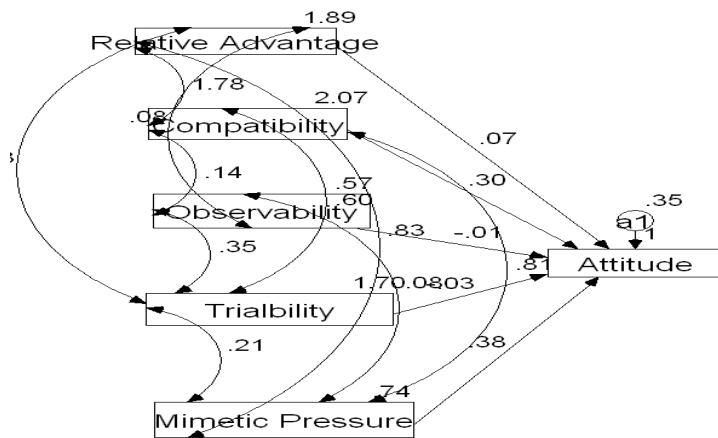 1.89
Relative Advantage
1.78
2.07
.08
Compatibility
.07
.14
.57
.30
.60
.35
Observability
a1
.83
-.01
1
.35
.81
Attitude
1.70
Trialbility
.21
.38
.74
Mimetic Pressure